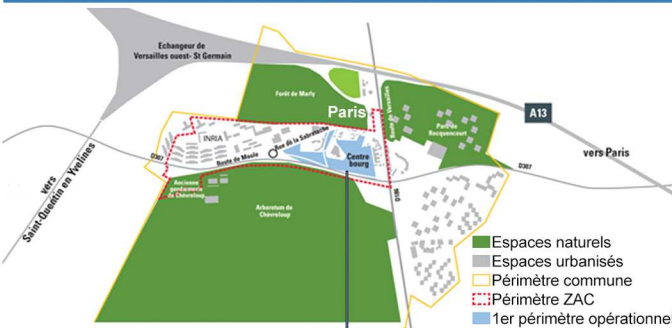 Echangeur de
Versailles ouest- St Germain
Forêt de Marly
Paris
Route de Versailles
Parc de
Rocquencourt
A13
vers Paris
INRIA
Rue de la Sabretache
Route de Maule
Centre
bourg
D307
D307
vers
Saint-Quentin en Yvelines
Ancienne
gendarmerie
de Chèvreloup
Arboretum de
Chèvreloup
Espaces naturels
Espaces urbanisés
Périmètre commune
Périmètre ZAC
1er périmètre opérationne